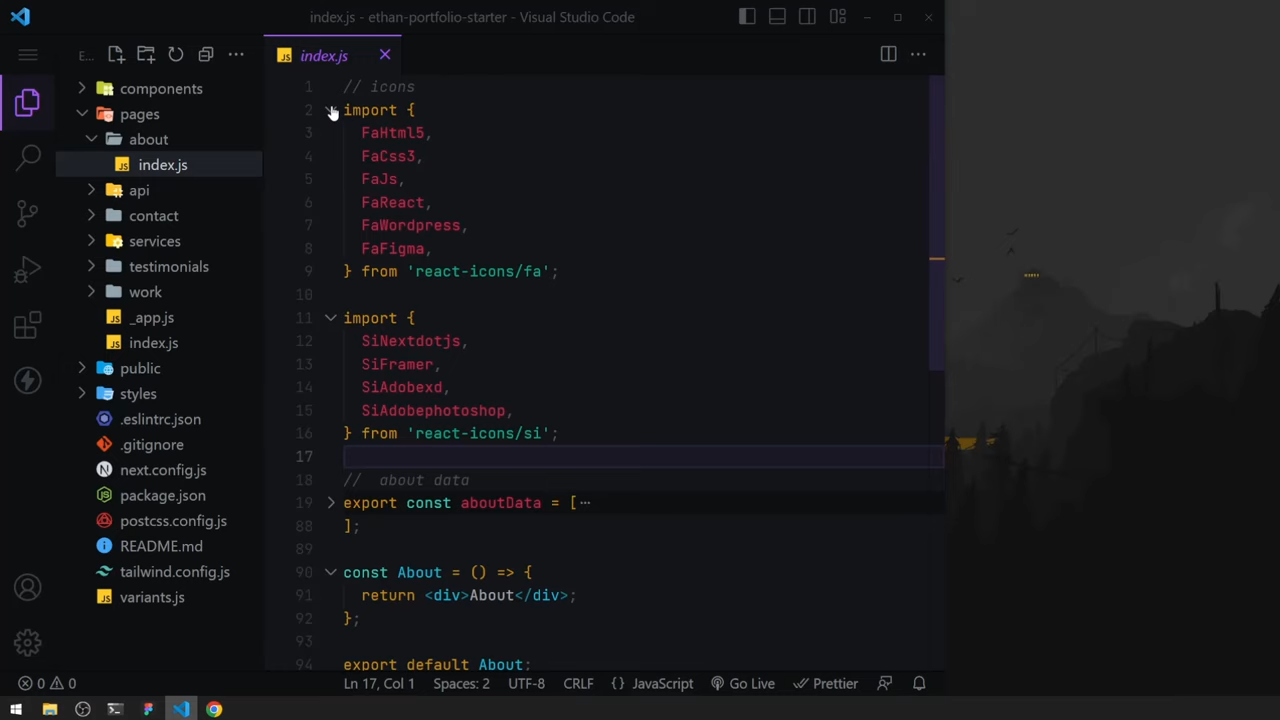 index.js - ethan-portfolio-starter - Visual Studio Code
E...
components
pages
about
index.js
api
contact
services
testimonials
work
_app.js
index.js
public
styles
.eslintrc.json
.gitignore
next.config.js
package.json
postcss.config.js
README.md
tailwind.config.js
variants.js
index.js
1 // icons
2 import {
3 FaHtml5,
4 FaCss3,
5 FaJs,
6 FaReact,
7 FaWordpress,
8 FaFigma,
9 } from 'react-icons/fa';
10
11 import {
12 SiNextdotjs,
13 SiFramer,
14 SiAdobexd,
15 SiAdobephotoshop,
16 } from 'react-icons/si';
17
18 //  about data
19 export const aboutData = [⋯
88 ];
89
90 const About = () => {
91 return <div>About</div>;
92 };
93
94 export default About;
0 0
Ln 17, Col 1 Spaces: 2 UTF-8 CRLF {} JavaScript Go Live Prettier